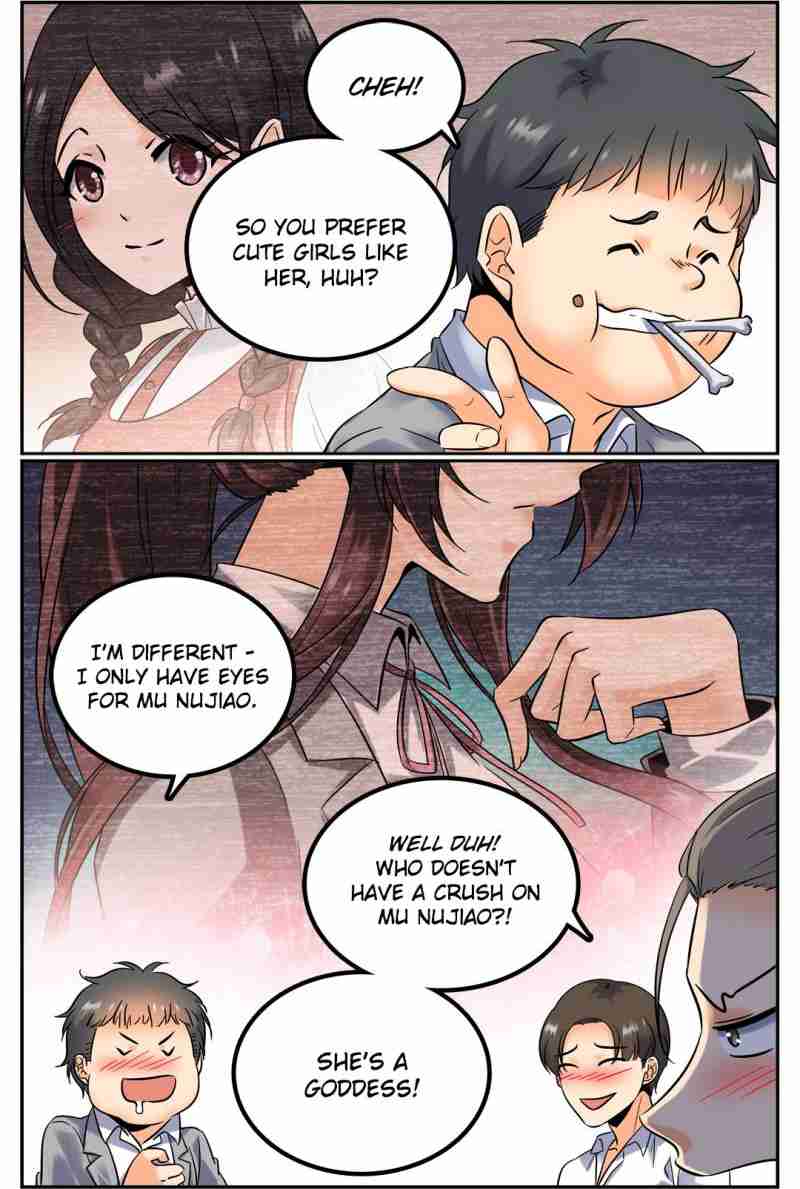 CHEH!
SO YOU PREFER
CUTE GIRLS LIKE
HER, HUH?
I'M DIFFERENT -
I ONLY HAVE EYES
FOR MU NUJIAO.
WELL DUH!
WHO DOESN'T
HAVE A CRUSH ON
MU NUJIAO?!
SHE'S A
GODDESS!